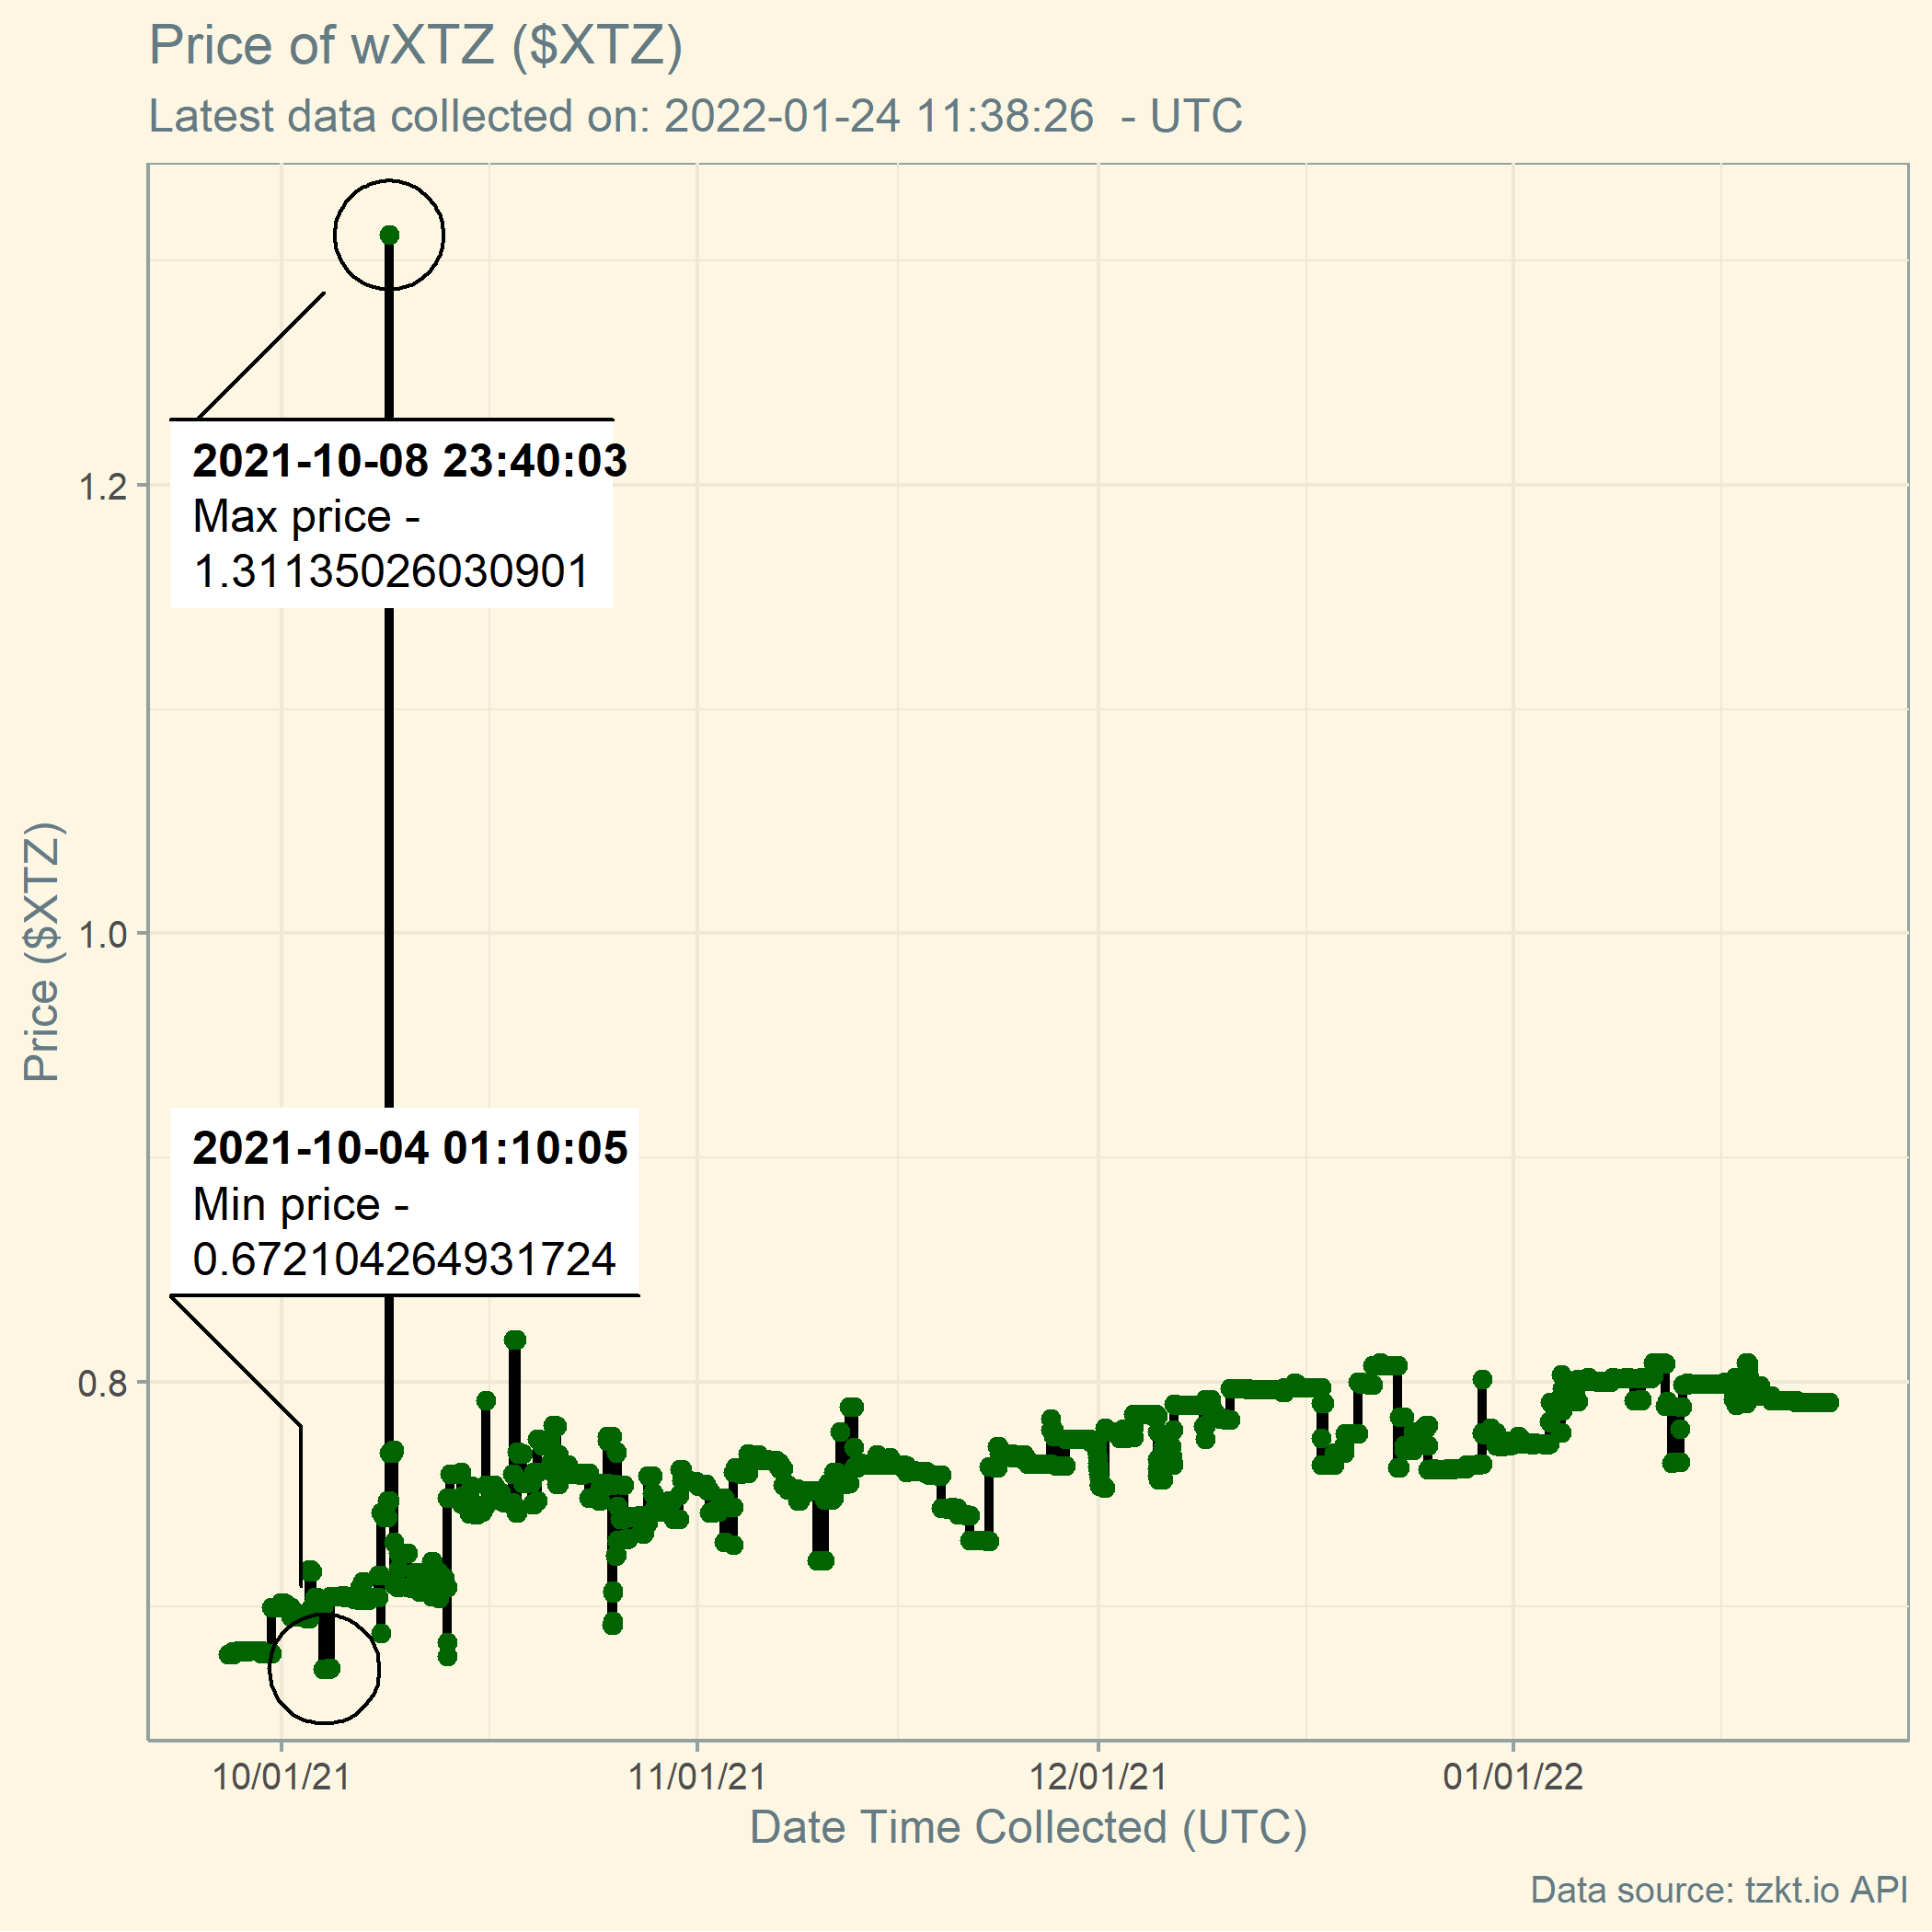 Price of wXTZ ($XTZ)
Latest data collected on: 2022-01-24 11:38:26  - UTC
2021-10-08 23:40:03
Max price -
1.31135026030901
1.2
1.0
Price ($XTZ)
2021-10-04 01:10:05
Min price -
0.672104264931724
0.8
10/01/21
11/01/21
12/01/21
01/01/22
Date Time Collected (UTC)
Data source: tzkt.io API